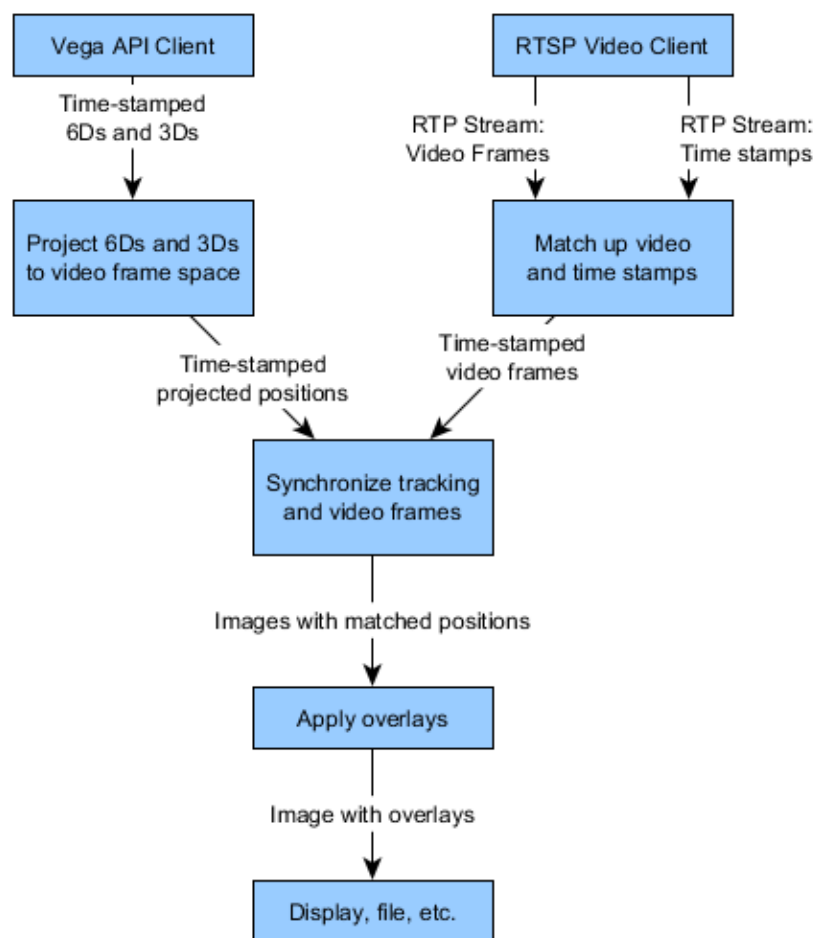 Vega API Client
RTSP Video Client
Time-stamped
6Ds and 3Ds
RTP Stream:
Video Frames
RTP Stream:
Time stamps
Project 6Ds and 3Ds
to video frame space
Match up video
and time stamps
Time-stamped
projected positions
Time-stamped
video frames
Synchronize tracking
and video frames
Images with matched positions
Apply overlays
Image with overlays
Display, file, etc.